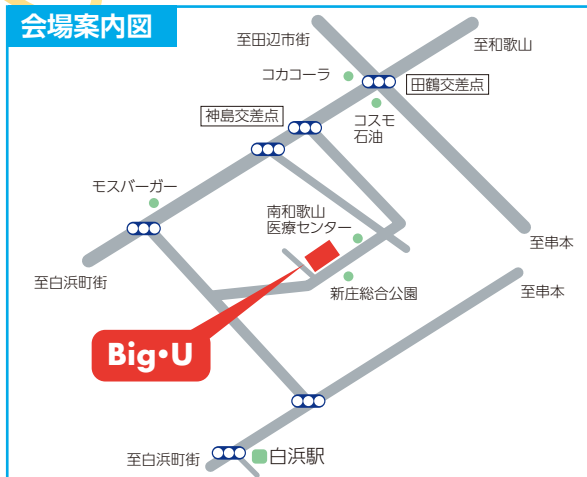 会場案内図
至田辺市街
至和歌山
コカコーラ
田鶴交差点
神島交差点
コスモ
石油
モスバーガー
南和歌山
医療センター
至串本
至白浜町街
新庄総合公園
至串本
Big・U
至白浜町街
白浜駅